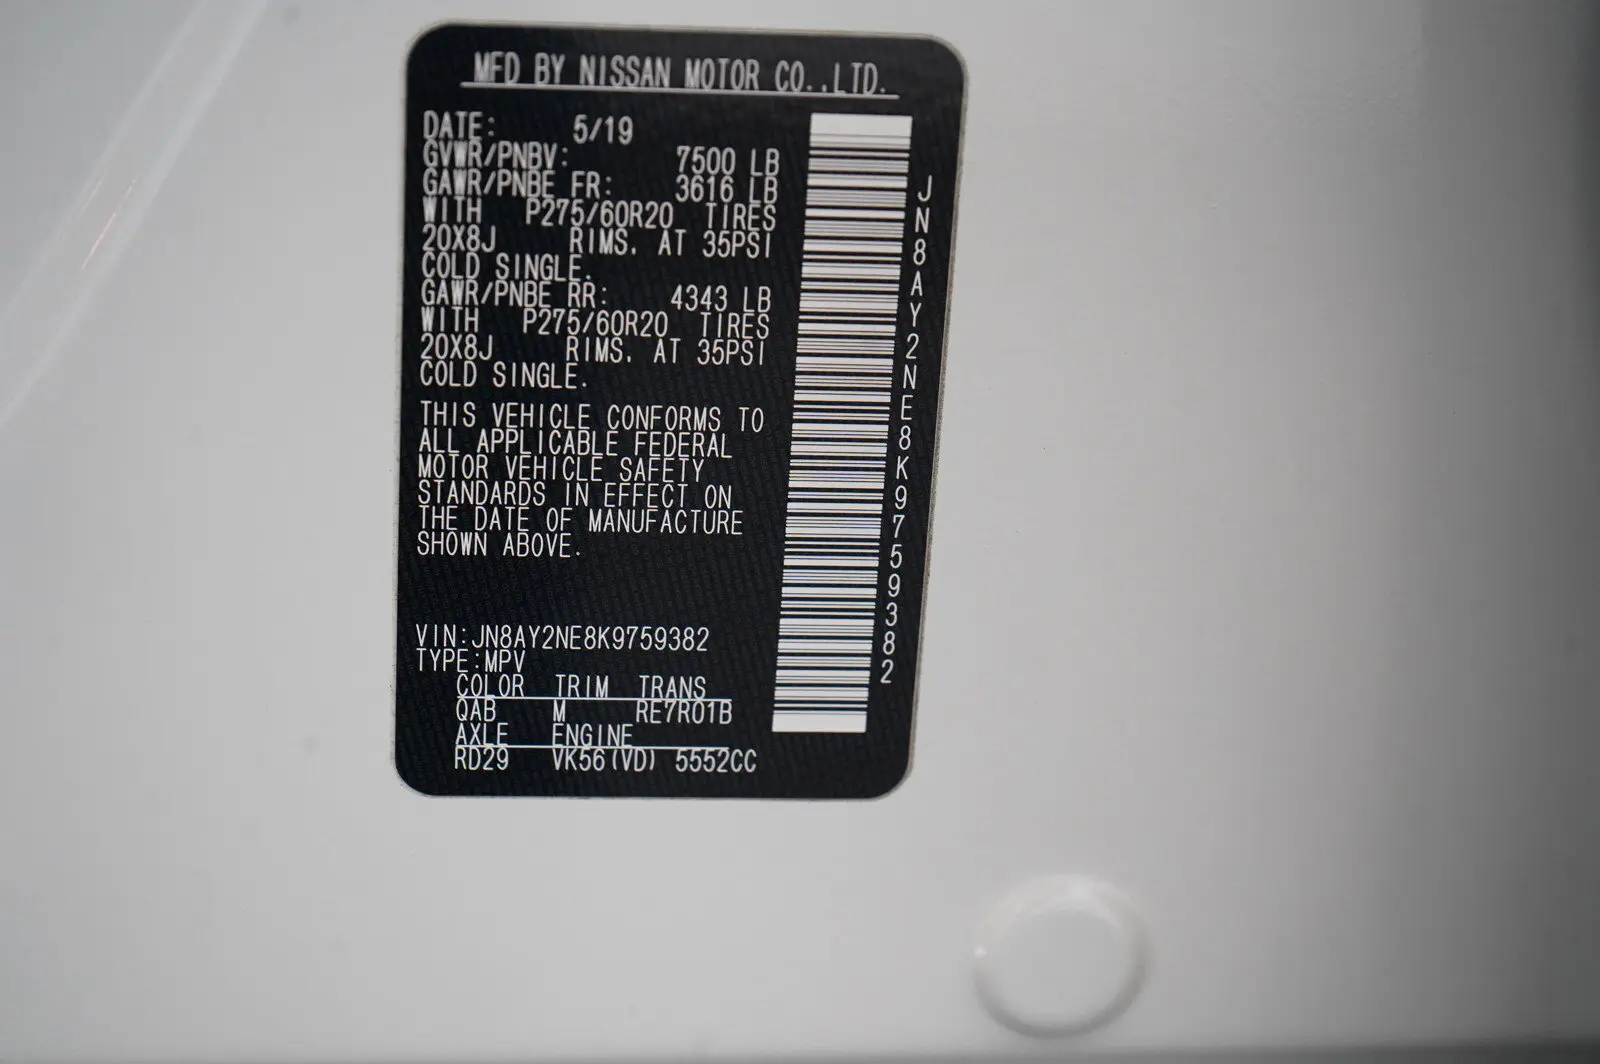 MFD BY NISSAN MOTOR CO.,LTD.
DATE: 5/19
GVWR/PNBV: 7500 LB
GAWR/PNBE FR: 3616 LB
WITH P275/60R20 TIRES
20X8J RIMS. AT 35PSI
COLD SINGLE.
GAWR/PNBE RR: 4343 LB
WITH P275/60R20 TIRES
20X8J RIMS. AT 35PSI
COLD SINGLE.
THIS VEHICLE CONFORMS TO
ALL APPLICABLE FEDERAL
MOTOR VEHICLE SAFETY
STANDARDS IN EFFECT ON
THE DATE OF MANUFACTURE
SHOWN ABOVE.
VIN:JN8AY2NE8K9759382
TYPE:MPV
COLOR TRIM TRANS
QAB M RE7R01B
AXLE ENGINE
RD29 VK56(VD) 5552CC
JN8AY2NE8K9759382